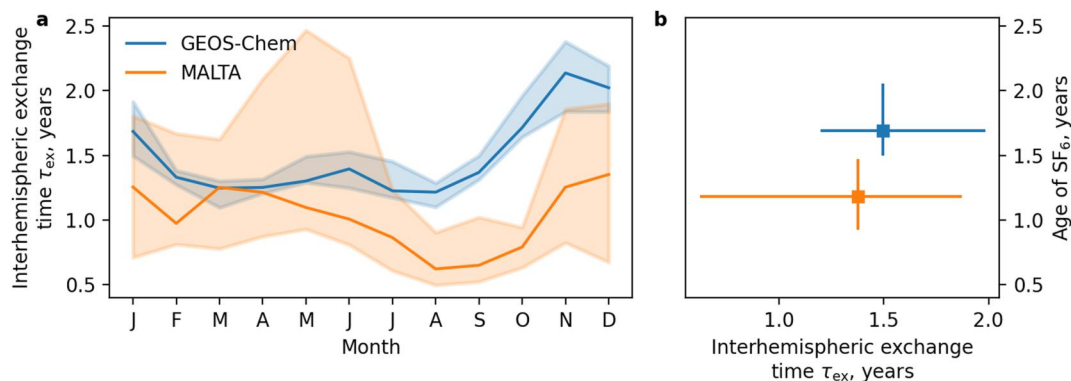 a
Interhemispheric exchange
time τex, years
2.5
2.0
1.5
1.0
0.5
GEOS-Chem
MALTA
J F M A M J J A S O N D
Month
b
2.5
2.0
1.5
1.0
0.5
Age of SF6, years
1.0 1.5 2.0
Interhemispheric exchange
time τex, years